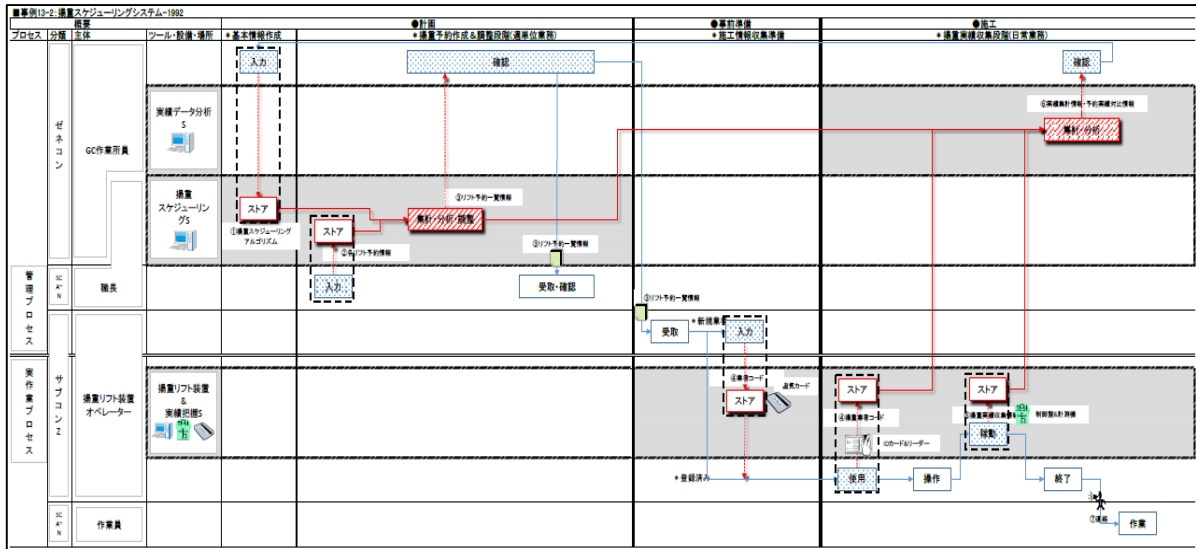 ■事例13-2:揚重スケジューリングシステム-1992
概要 ●計画 ●事前準備 ●施工
プロセス 分類 主体 ツール・設備・場所 *基本情報作成 *揚重予約作成&調整段階(週単位業務) *施工情報収集準備 *揚重実績収集段階(日常業務)
入力 確認 確認
実績データ分析
S
⑥実績集計情報・予約実績対比情報
集計・分析
ゼネコン
GC作業所員
揚重
スケジューリン
グS
②リフト予約一覧情報
ストア
集計・分析・調整
①揚重スケジューリング
アルゴリズム
ストア
②各リフト予約情報
③リフト予約一覧情報
管理プロセス
職長
入力
受取・確認
③リフト予約一覧情報
受取
*新規業者
入力
実作業プロセス
サブコンZ
揚重リフト装置
オペレーター
揚重リフト装置
&
実績把握S
④業者コード
磁気カード
ストア
ストア
④揚重業者コード
IDカード&リーダー
ストア
制御盤&計測機
稼動
*登録済み
使用
操作
終了
作業員
⑦連絡
作業